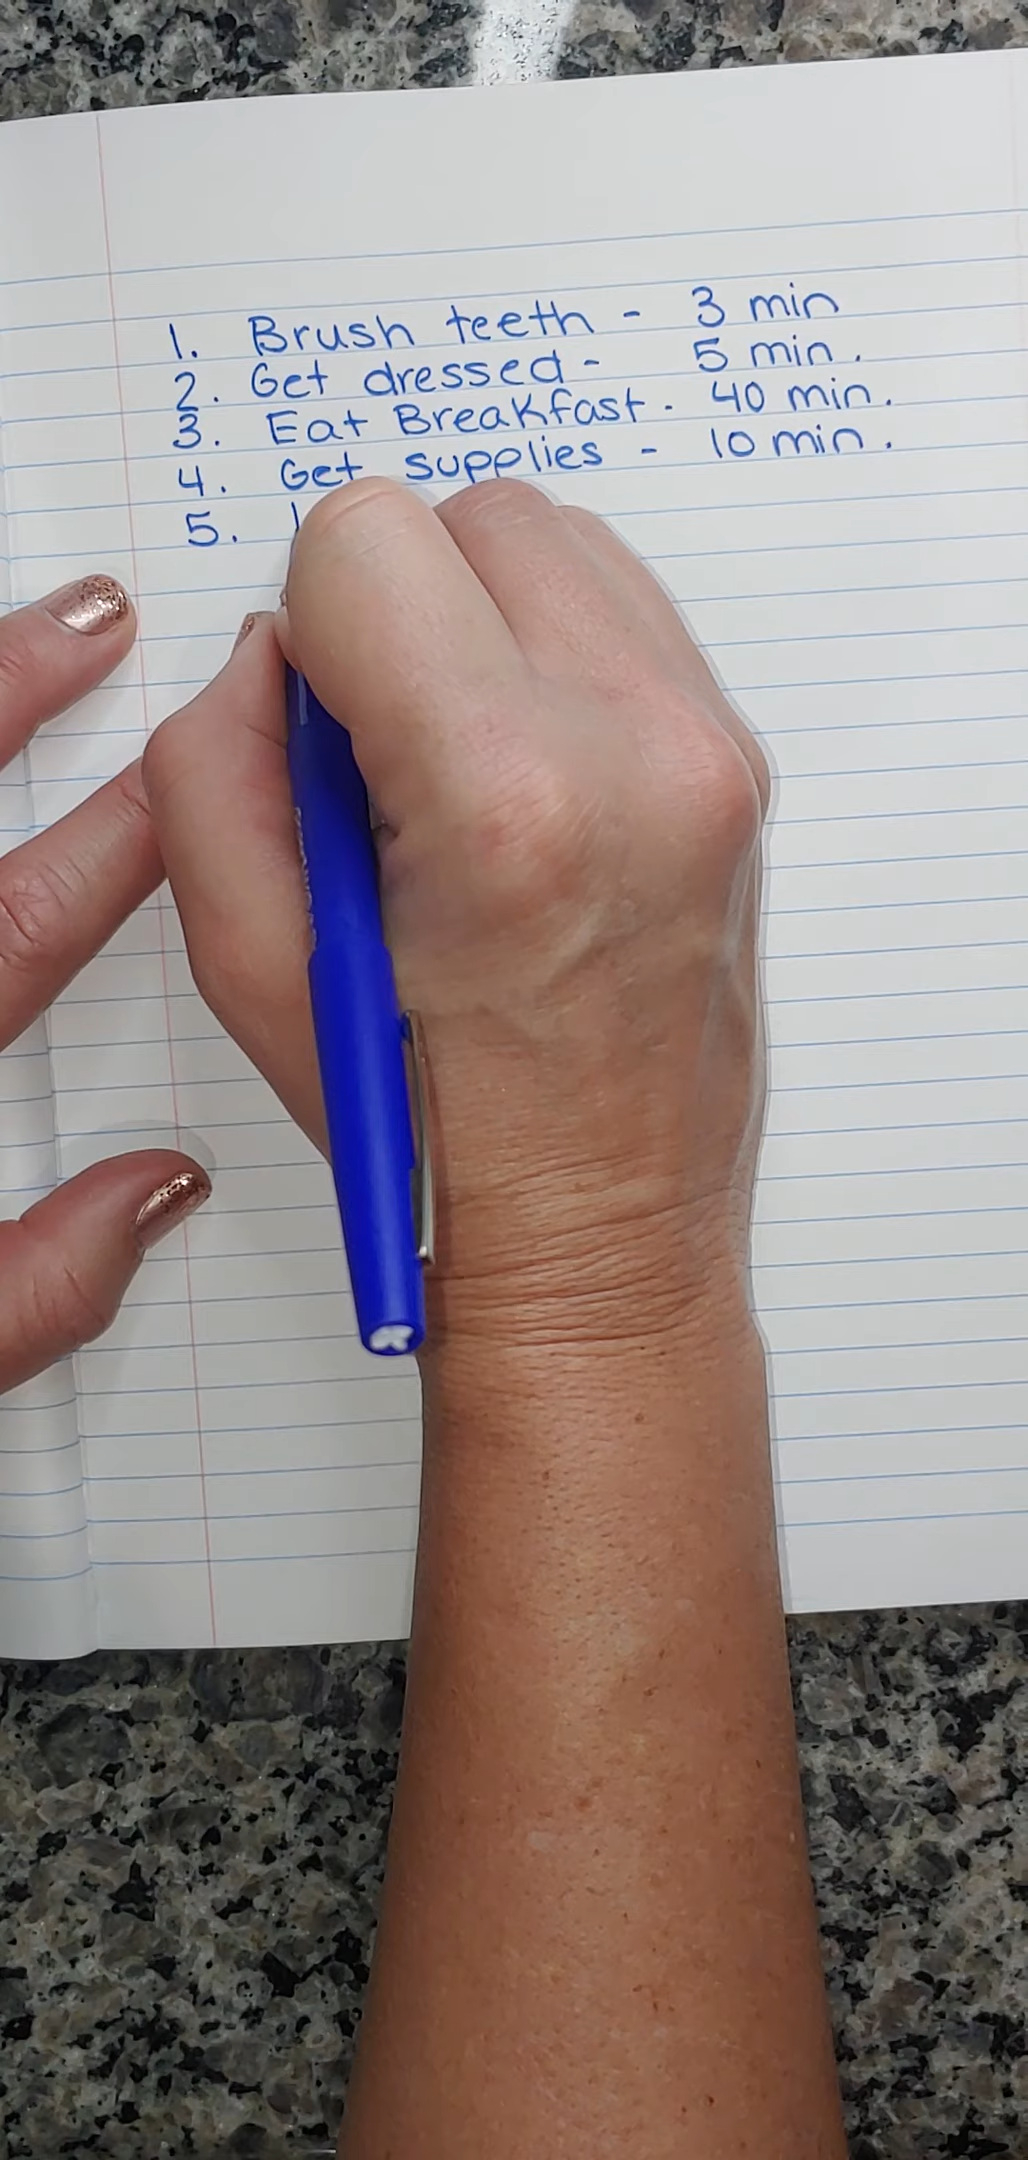 1. Brush teeth - 3 min
2. Get dressed - 5 min.
3. Eat Breakfast - 40 min.
4. Get supplies - 10 min.
5.